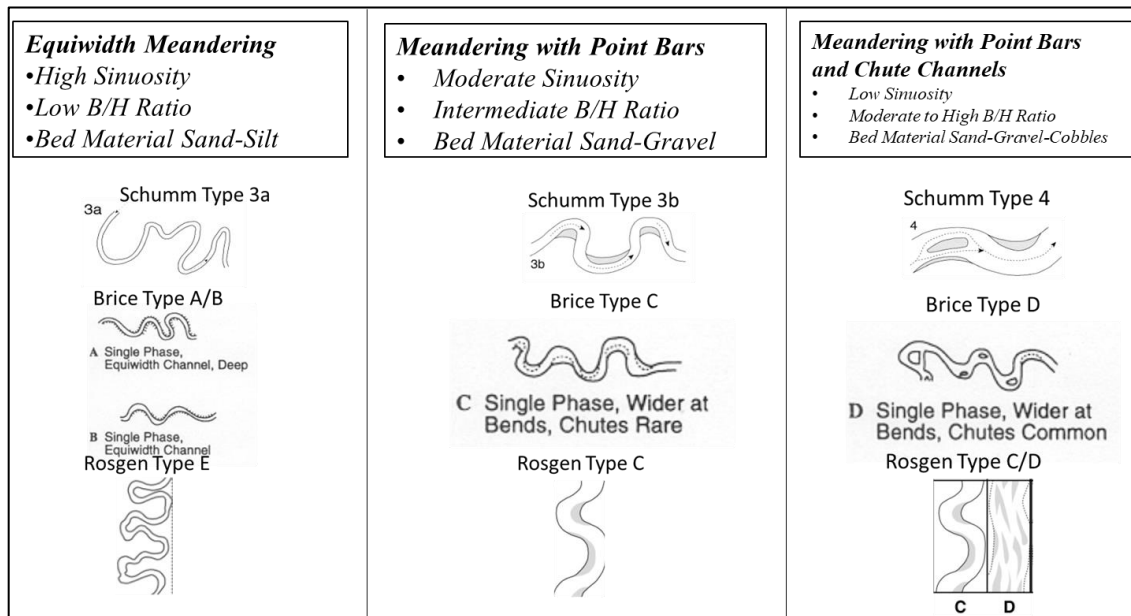 Equiwidth Meandering
•High Sinuosity
•Low B/H Ratio
•Bed Material Sand-Silt
Schumm Type 3a
3a
Brice Type A/B
A Single Phase,
Equiwidth Channel, Deep
B Single Phase,
Equiwidth Channel
Rosgen Type E
Meandering with Point Bars
• Moderate Sinuosity
• Intermediate B/H Ratio
• Bed Material Sand-Gravel
Schumm Type 3b
3b
Brice Type C
C Single Phase, Wider at
Bends, Chutes Rare
Rosgen Type C
Meandering with Point Bars
and Chute Channels
• Low Sinuosity
• Moderate to High B/H Ratio
• Bed Material Sand-Gravel-Cobbles
Schumm Type 4
4
Brice Type D
D Single Phase, Wider at
Bends, Chutes Common
Rosgen Type C/D
C D